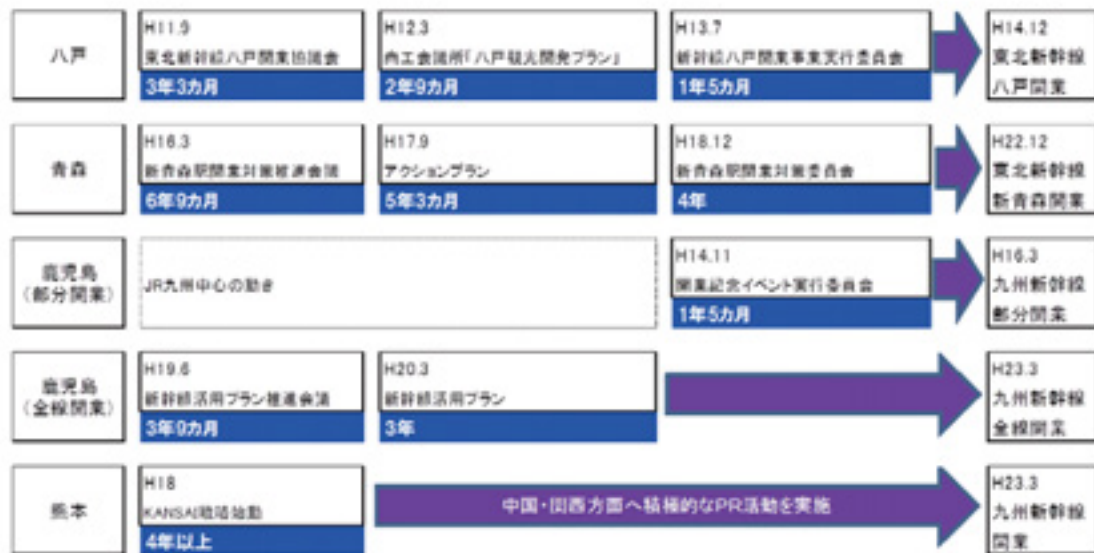 八戸
H11.9
東北新幹線八戸開業協議会
3年3カ月
H12.3
商工会議所「八戸観光開発プラン」
2年9カ月
H13.7
新幹線八戸開業事業実行委員会
1年5カ月
H14.12
東北新幹線
八戸開業
青森
H16.3
新青森駅開業対策推進会議
6年9カ月
H17.9
アクションプラン
5年3カ月
H18.12
新青森駅開業対策委員会
4年
H22.12
東北新幹線
新青森開業
鹿児島
(部分開業)
JR九州中心の動き
H14.11
開業記念イベント実行委員会
1年5カ月
H16.3
九州新幹線
部分開業
鹿児島
(全線開業)
H19.6
新幹線活用プラン推進会議
3年9カ月
H20.3
新幹線活用プラン
3年
H23.3
九州新幹線
全線開業
熊本
H18
KANSAI戦略始動
4年以上
中国・関西方面へ積極的なPR活動を実施
H23.3
九州新幹線
開業